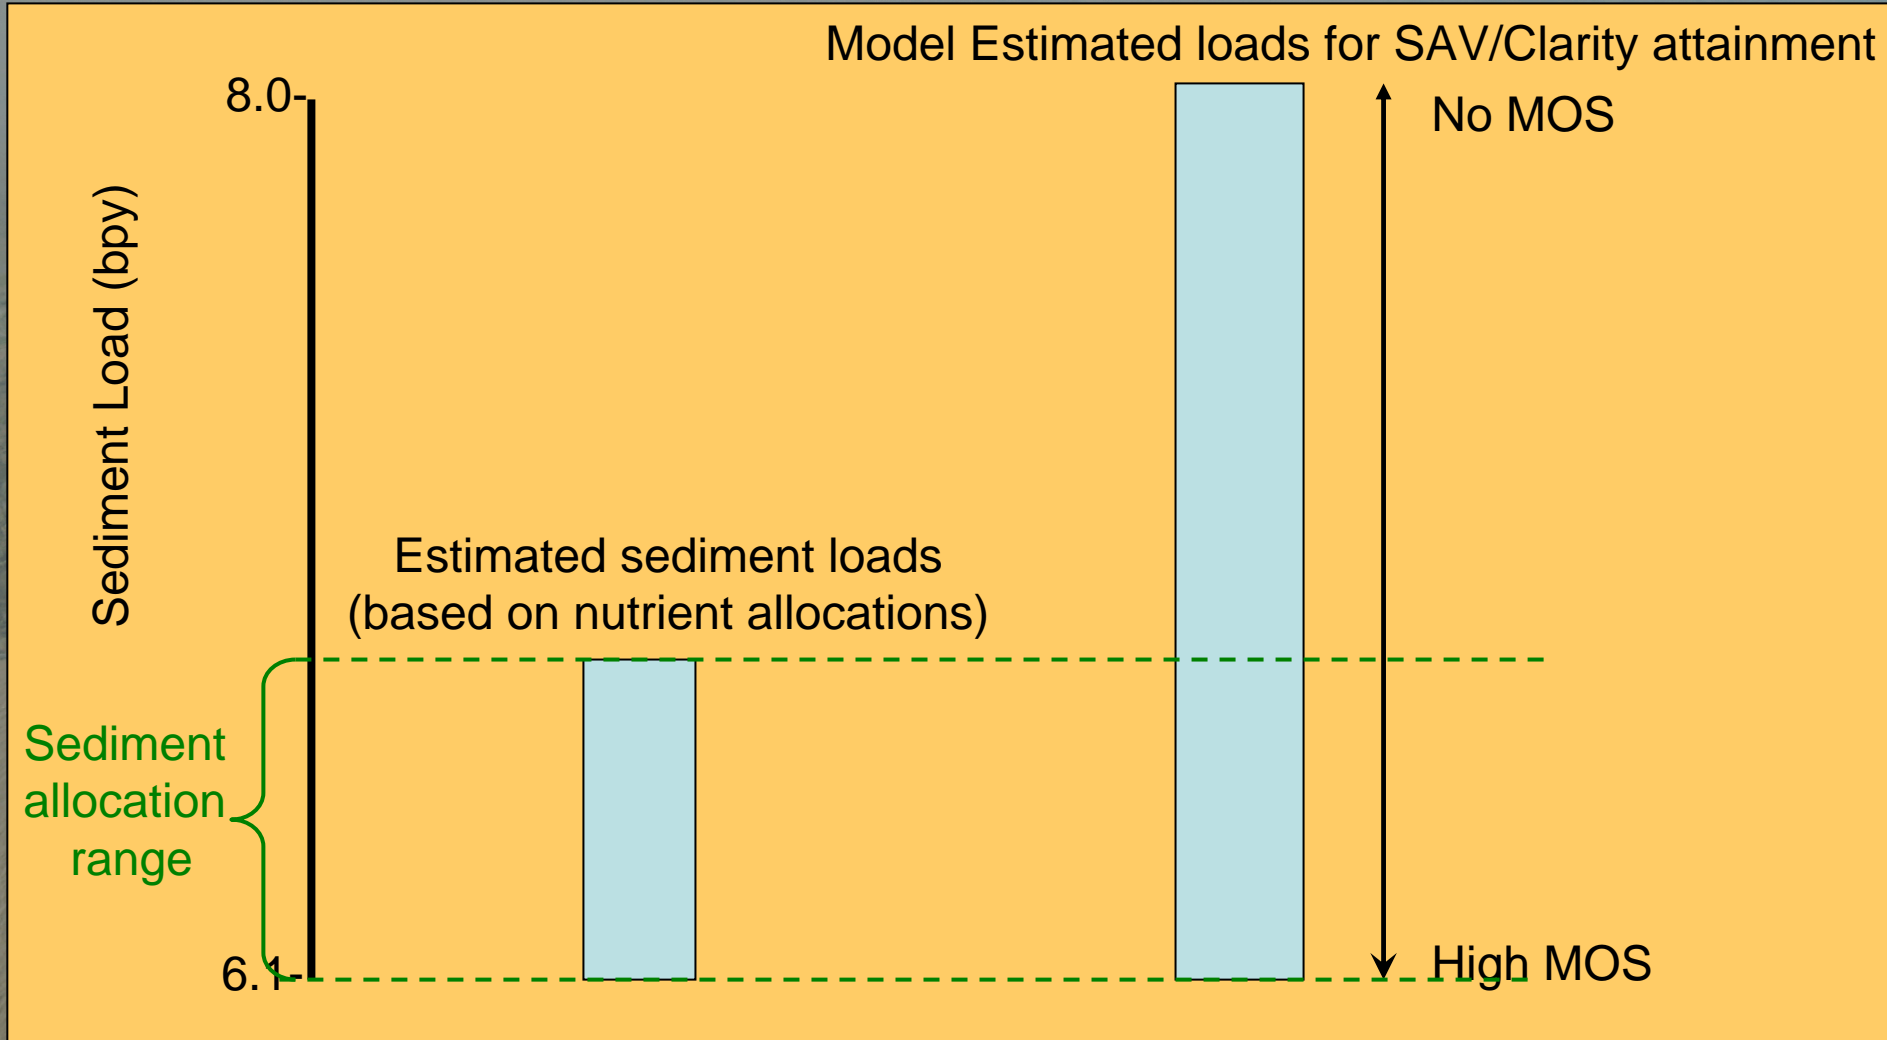 Model Estimated loads for SAV/Clarity attainment
8.0-
No MOS
Sediment Load (bpy)
Estimated sediment loads
(based on nutrient allocations)
Sediment
allocation
range
6.1-
High MOS